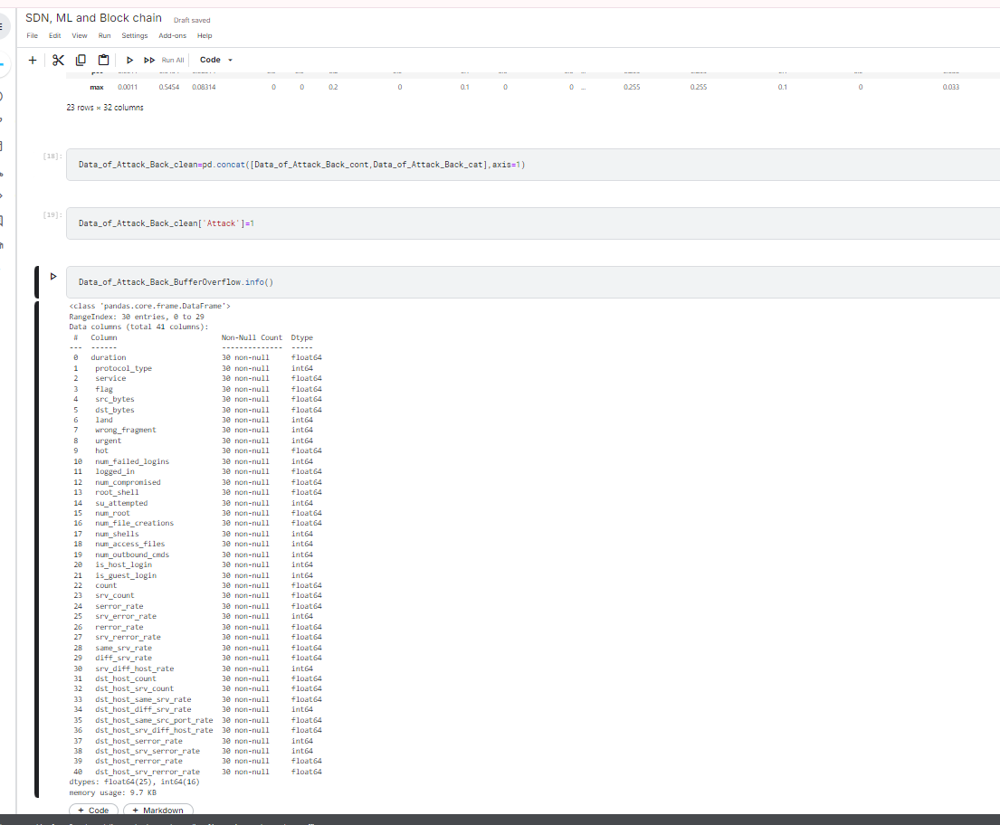 SDN, ML and Block chain Draft saved
File Edit View Run Settings Add-ons Help
Run All Code
max 0.0011 0.5454 0.08314 0 0 0.2 0 0.1 0 0 ... 0.255 0.255 0.1 0 0.033
23 rows × 32 columns
[18]:
Data_of_Attack_Back_clean=pd.concat([Data_of_Attack_Back_cont,Data_of_Attack_Back_cat],axis=1)
[19]:
Data_of_Attack_Back_clean['Attack']=1
Data_of_Attack_Back_BufferOverflow.info()
<class 'pandas.core.frame.DataFrame'>
RangeIndex: 30 entries, 0 to 29
Data columns (total 41 columns):
# Column Non-Null Count Dtype
--- ------ -------------- -----
0 duration 30 non-null float64
1 protocol_type 30 non-null int64
2 service 30 non-null float64
3 flag 30 non-null float64
4 src_bytes 30 non-null float64
5 dst_bytes 30 non-null float64
6 land 30 non-null int64
7 wrong_fragment 30 non-null int64
8 urgent 30 non-null int64
9 hot 30 non-null float64
10 num_failed_logins 30 non-null int64
11 logged_in 30 non-null float64
12 num_compromised 30 non-null float64
13 root_shell 30 non-null float64
14 su_attempted 30 non-null int64
15 num_root 30 non-null float64
16 num_file_creations 30 non-null float64
17 num_shells 30 non-null int64
18 num_access_files 30 non-null int64
19 num_outbound_cmds 30 non-null int64
20 is_host_login 30 non-null int64
21 is_guest_login 30 non-null int64
22 count 30 non-null float64
23 srv_count 30 non-null float64
24 serror_rate 30 non-null float64
25 srv_error_rate 30 non-null int64
26 rerror_rate 30 non-null float64
27 srv_rerror_rate 30 non-null float64
28 same_srv_rate 30 non-null float64
29 diff_srv_rate 30 non-null float64
30 srv_diff_host_rate 30 non-null int64
31 dst_host_count 30 non-null float64
32 dst_host_srv_count 30 non-null float64
33 dst_host_same_srv_rate 30 non-null float64
34 dst_host_diff_srv_rate 30 non-null int64
35 dst_host_same_src_port_rate 30 non-null float64
36 dst_host_srv_diff_host_rate 30 non-null float64
37 dst_host_serror_rate 30 non-null int64
38 dst_host_srv_serror_rate 30 non-null int64
39 dst_host_rerror_rate 30 non-null float64
40 dst_host_srv_rerror_rate 30 non-null float64
dtypes: float64(25), int64(16)
memory usage: 9.7 KB
+ Code + Markdown